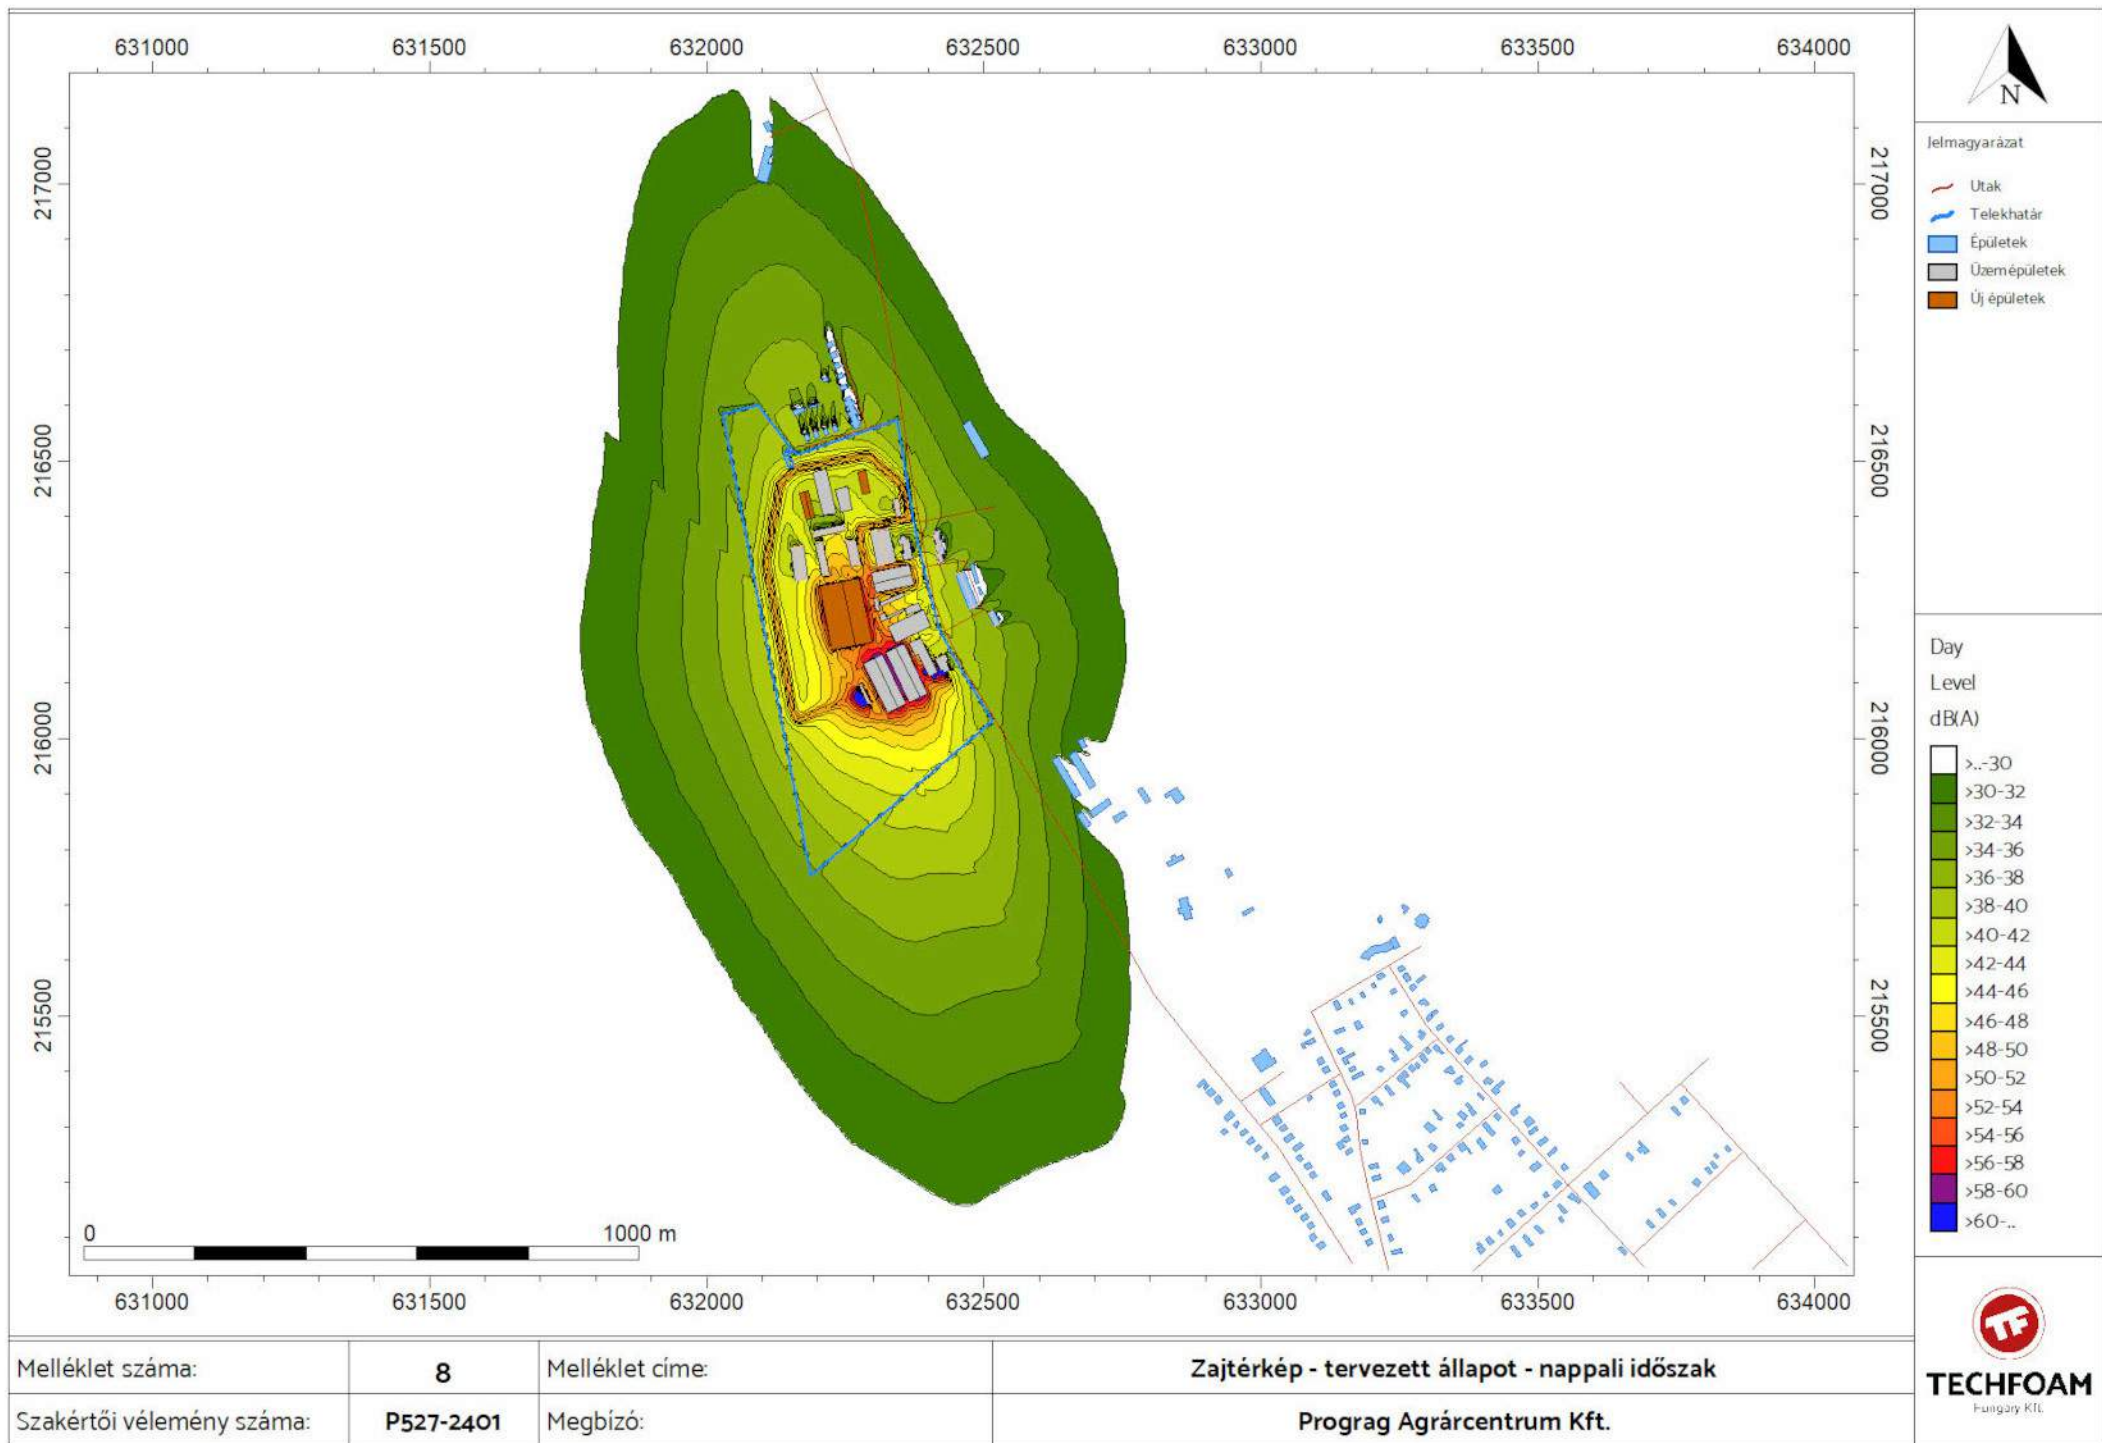 631000 631500 632000 632500 633000 633500 634000
217000
216500
216000
215500
217000
216500
216000
215500
0 1000 m
631000 631500 632000 632500 633000 633500 634000
N
Jelmagyarázat
Utak
Telekhatár
Épületek
Üzemépületek
Új épületek
Day
Level
dB(A)
>..-30
>30-32
>32-34
>34-36
>36-38
>38-40
>40-42
>42-44
>44-46
>46-48
>48-50
>50-52
>52-54
>54-56
>56-58
>58-60
>60-..
TF
TECHFOAM
Hungary Kft.
Melléklet száma: 8 Melléklet címe: Zajtérkép - tervezett állapot - nappali időszak
Szakértői vélemény száma: P527-2401 Megbízó: Prograg Agrárcentrum Kft.